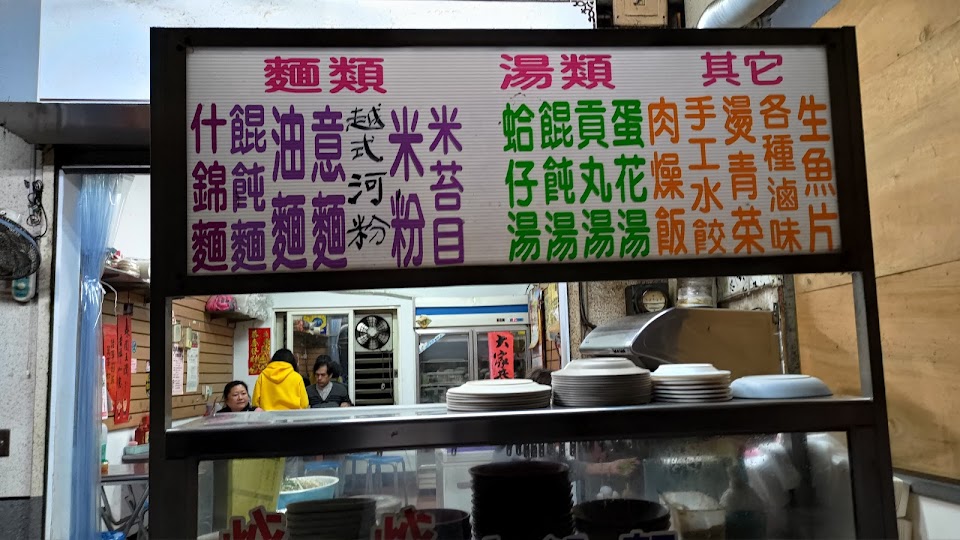 麵類
什錦麵
餛飩麵
油麵
意麵
越式河粉
米粉
米苔目
湯類
蛤仔湯
餛飩湯
貢丸湯
蛋花湯
其它
肉燥飯
手工水餃
燙青菜
各種滷味
生魚片
大家